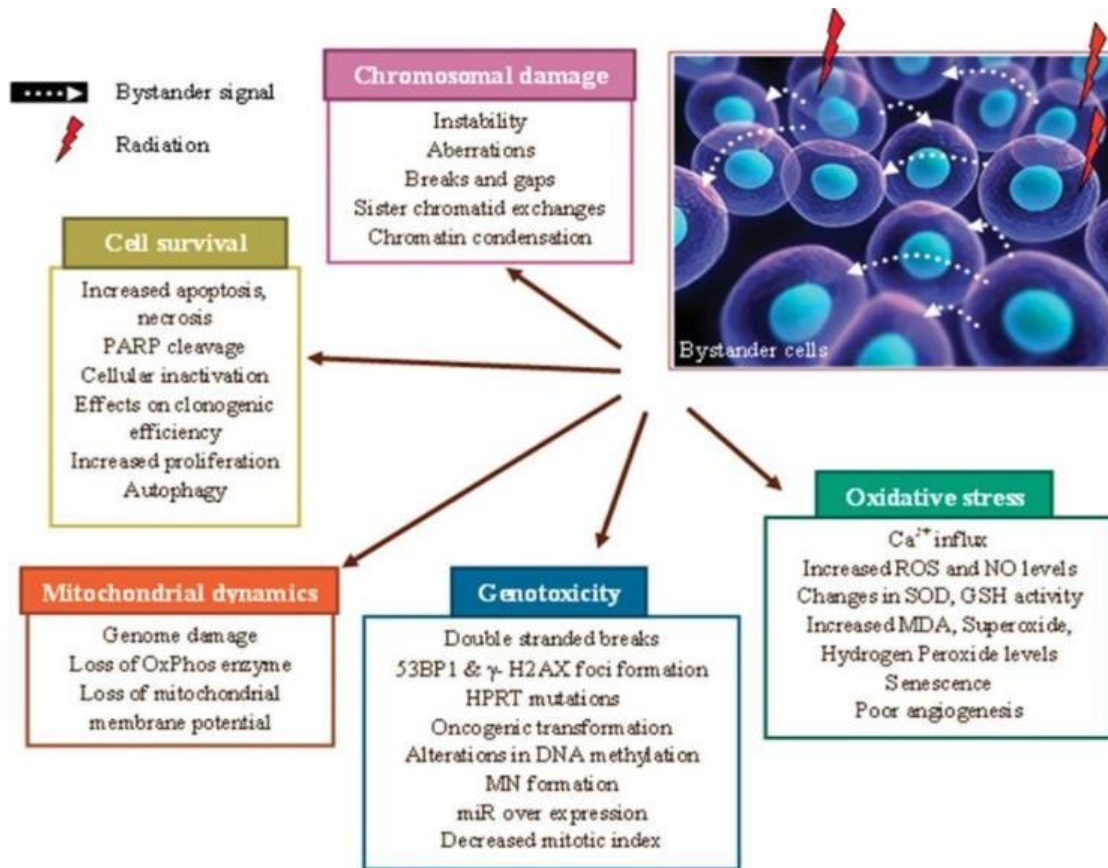 Bystander signal
Radiation
Chromosomal damage
Instability
Aberrations
Breaks and gaps
Sister chromatid exchanges
Chromatin condensation
Bystander cells
Cell survival
Increased apoptosis,
necrosis
PARP cleavage
Cellular inactivation
Effects on clonogenic
efficiency
Increased proliferation
Autophagy
Mitochondrial dynamics
Genome damage
Loss of OxPhos enzyme
Loss of mitochondrial
membrane potential
Genotoxicity
Double stranded breaks
53BP1 & γ- H2AX foci formation
HPRT mutations
Oncogenic transformation
Alterations in DNA methylation
MN formation
miR over expression
Decreased mitotic index
Oxidative stress
Ca²⁺ influx
Increased ROS and NO levels
Changes in SOD, GSH activity
Increased MDA, Superoxide,
Hydrogen Peroxide levels
Senescence
Poor angiogenesis